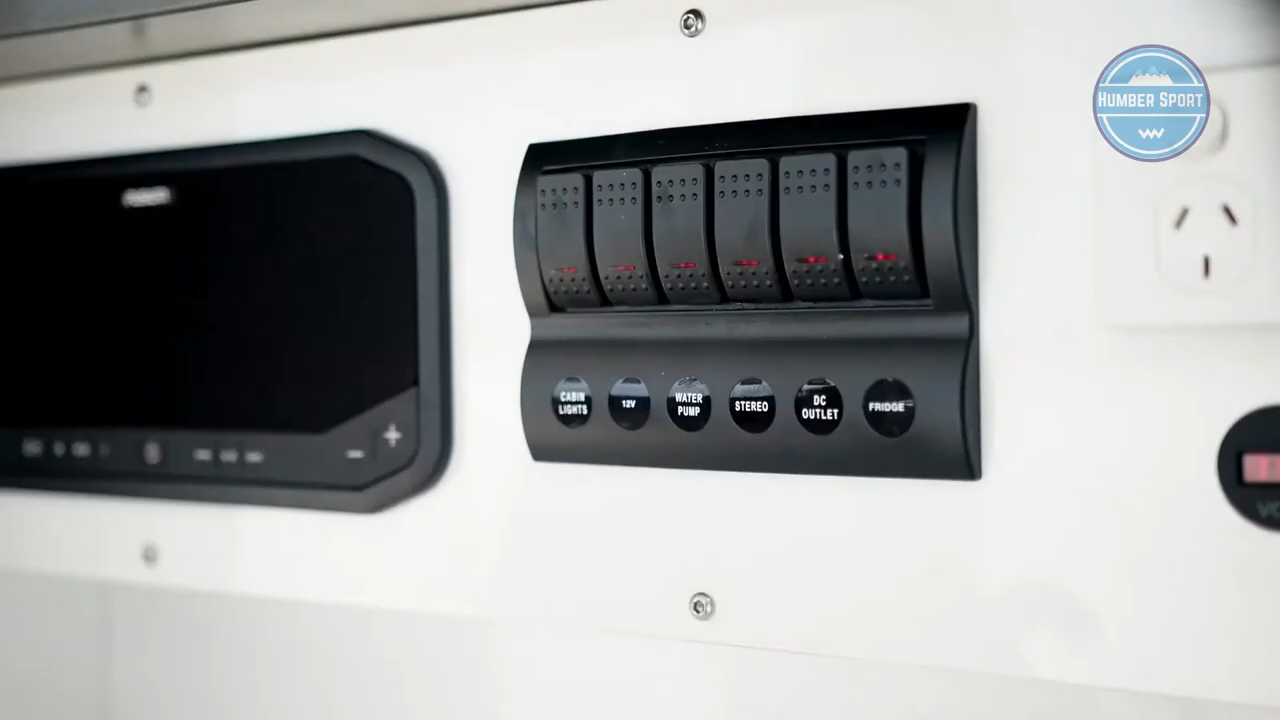 HUMBER SPORT
CABIN
LIGHTS
12V
WATER
PUMP
STEREO
DC
OUTLET
FRIDGE